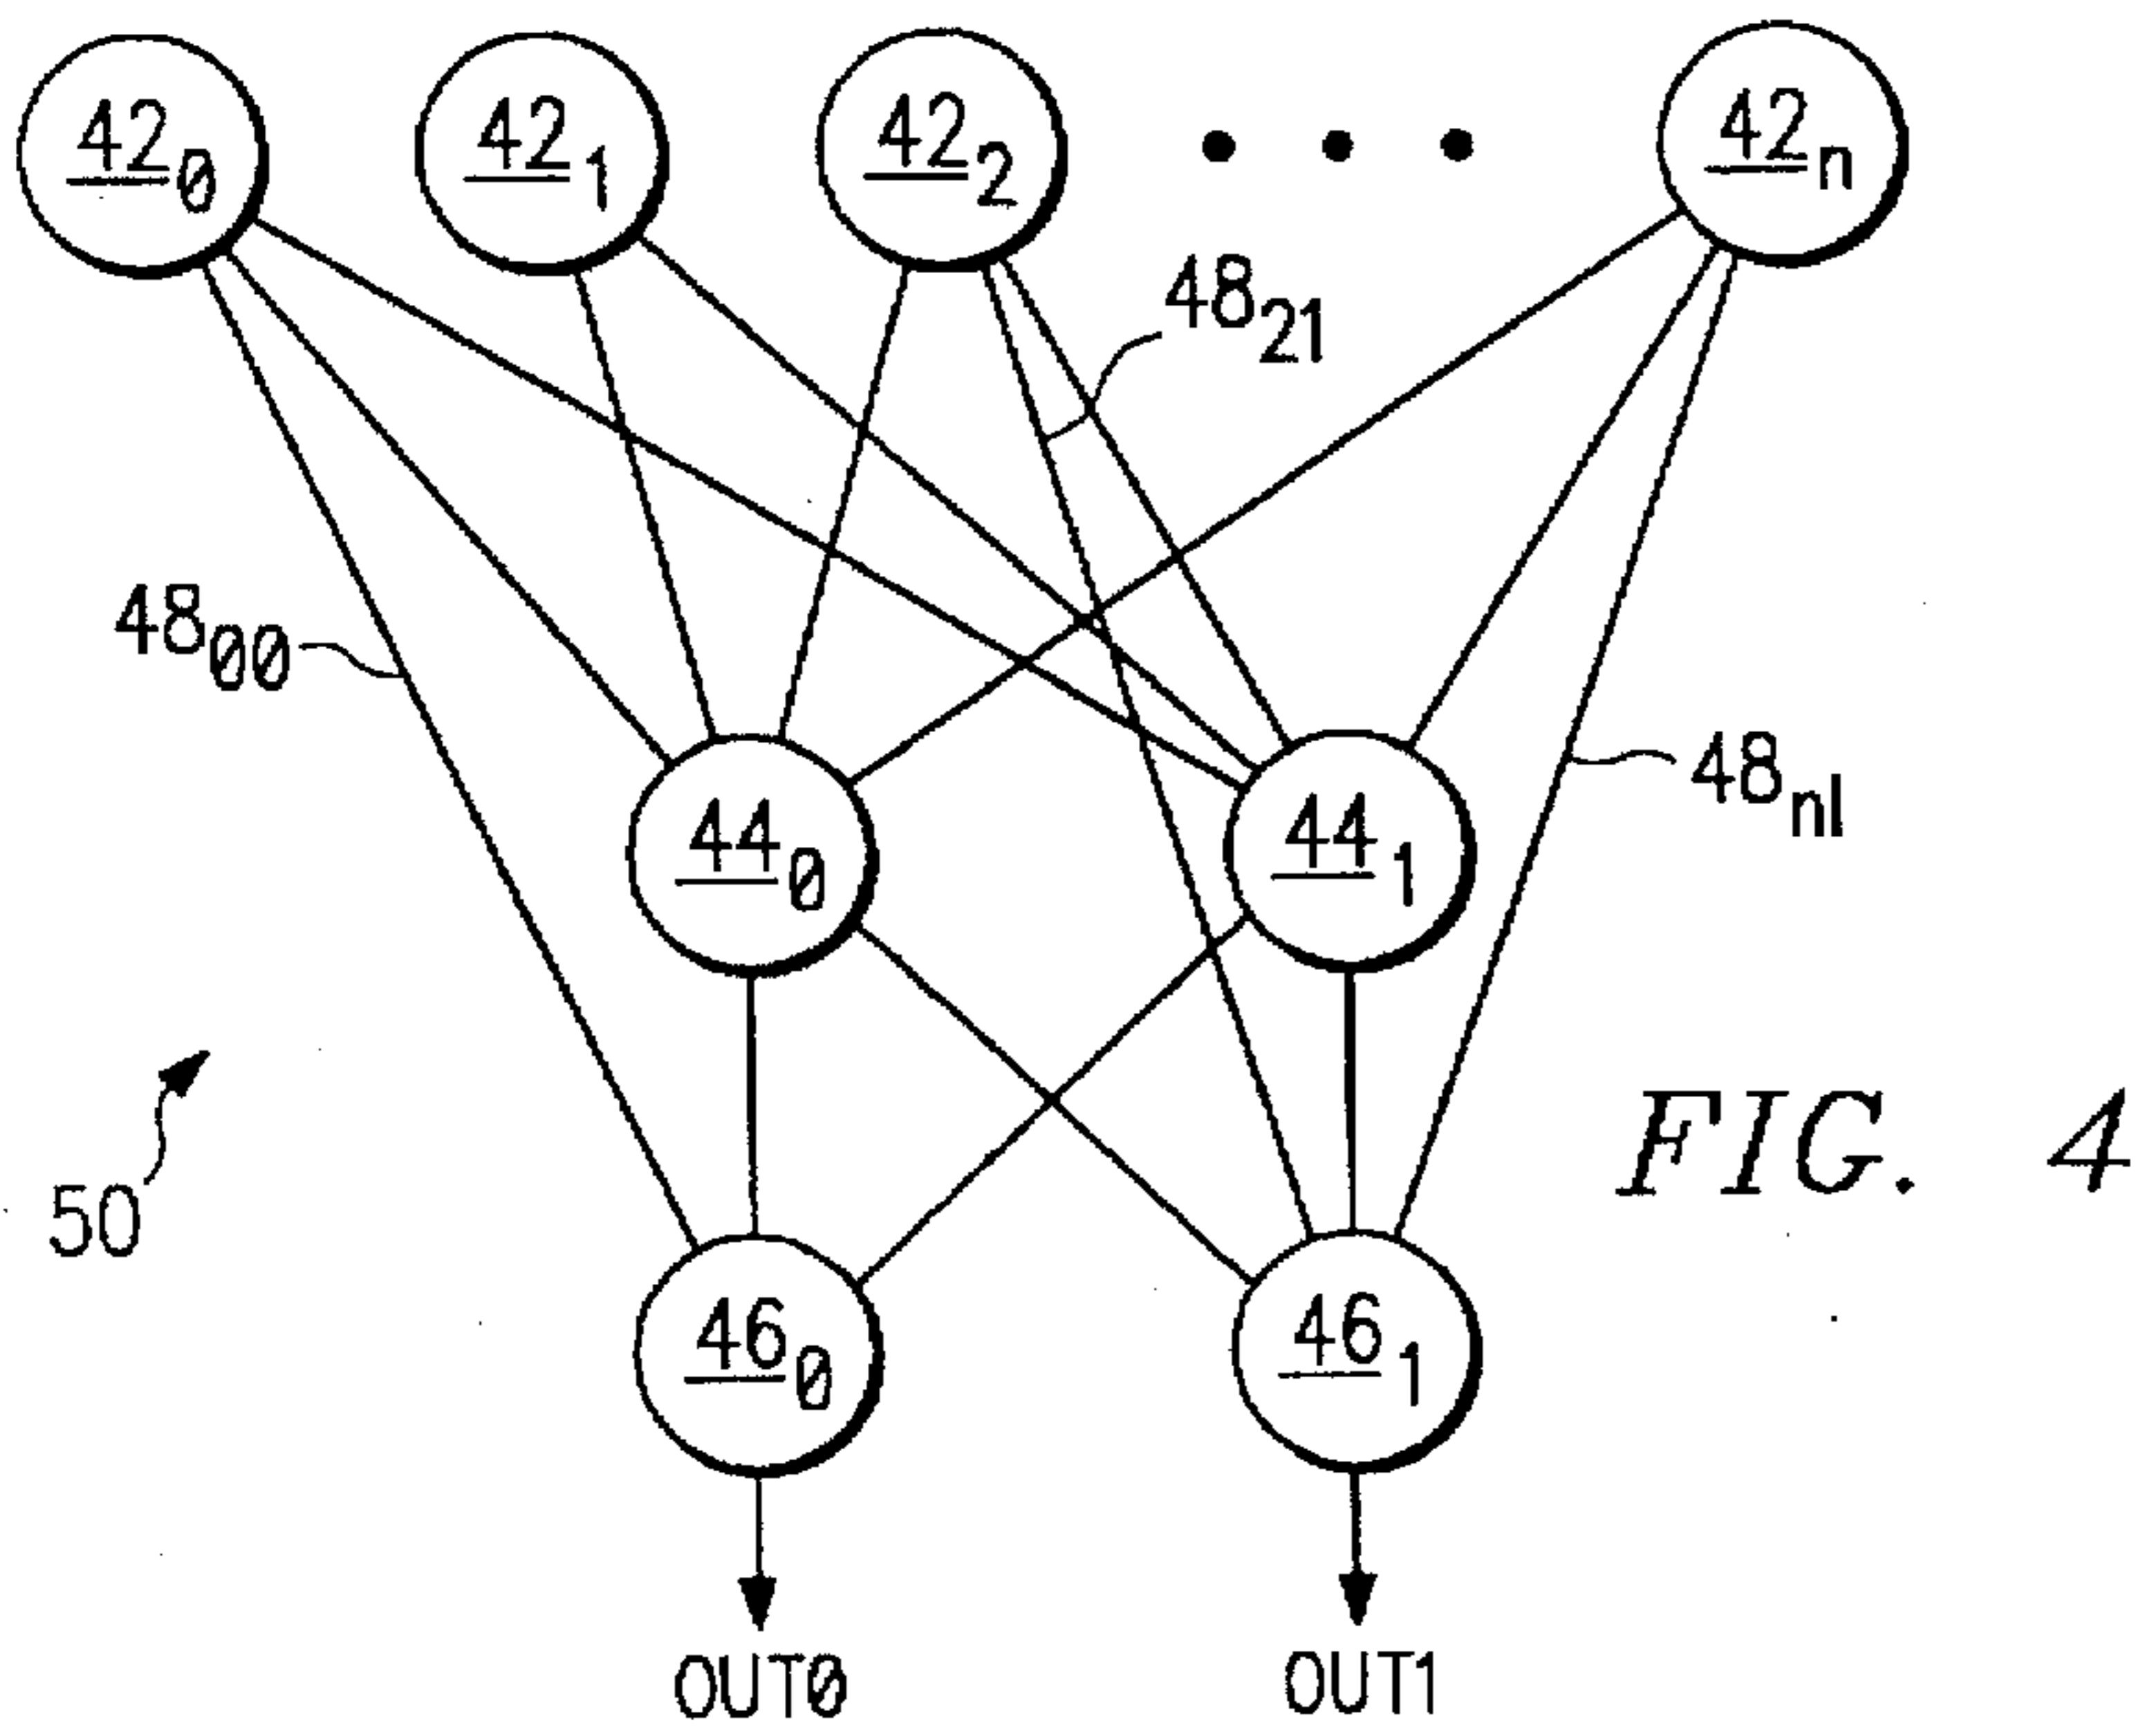 42₀ 42₁ 42₂ • • • 42ₙ
48₂₁
48₀₀
48nl
44₀ 44₁
50
FIG. 4
46₀ 46₁
OUT0 OUT1